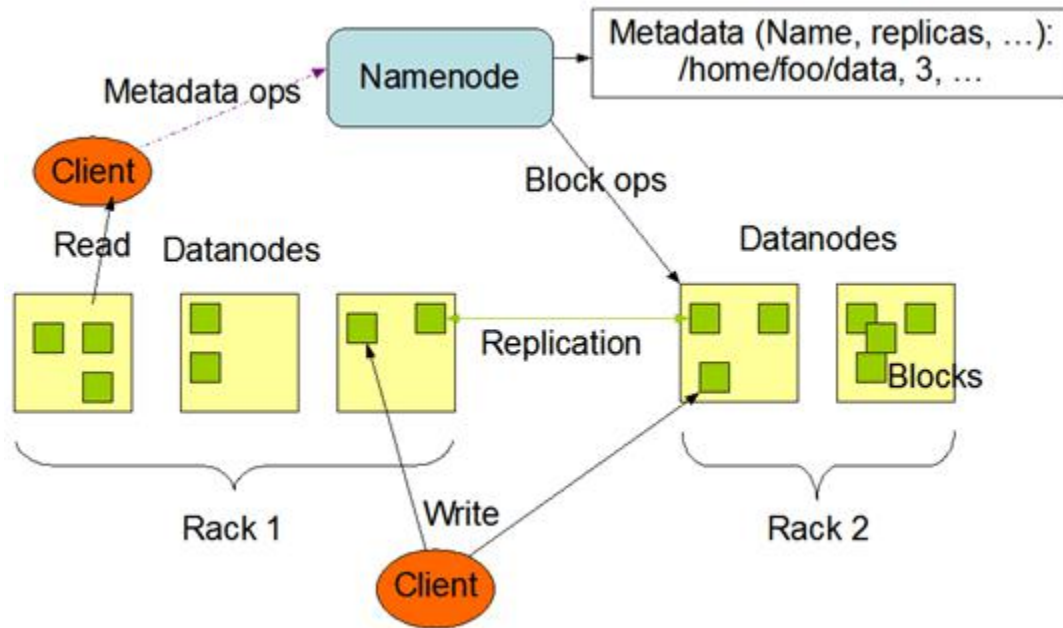 Metadata (Name, replicas, …):
/home/foo/data, 3, …
Namenode
Metadata ops
Client
Block ops
Read
Datanodes
Datanodes
Replication
Blocks
Rack 1
Write
Rack 2
Client